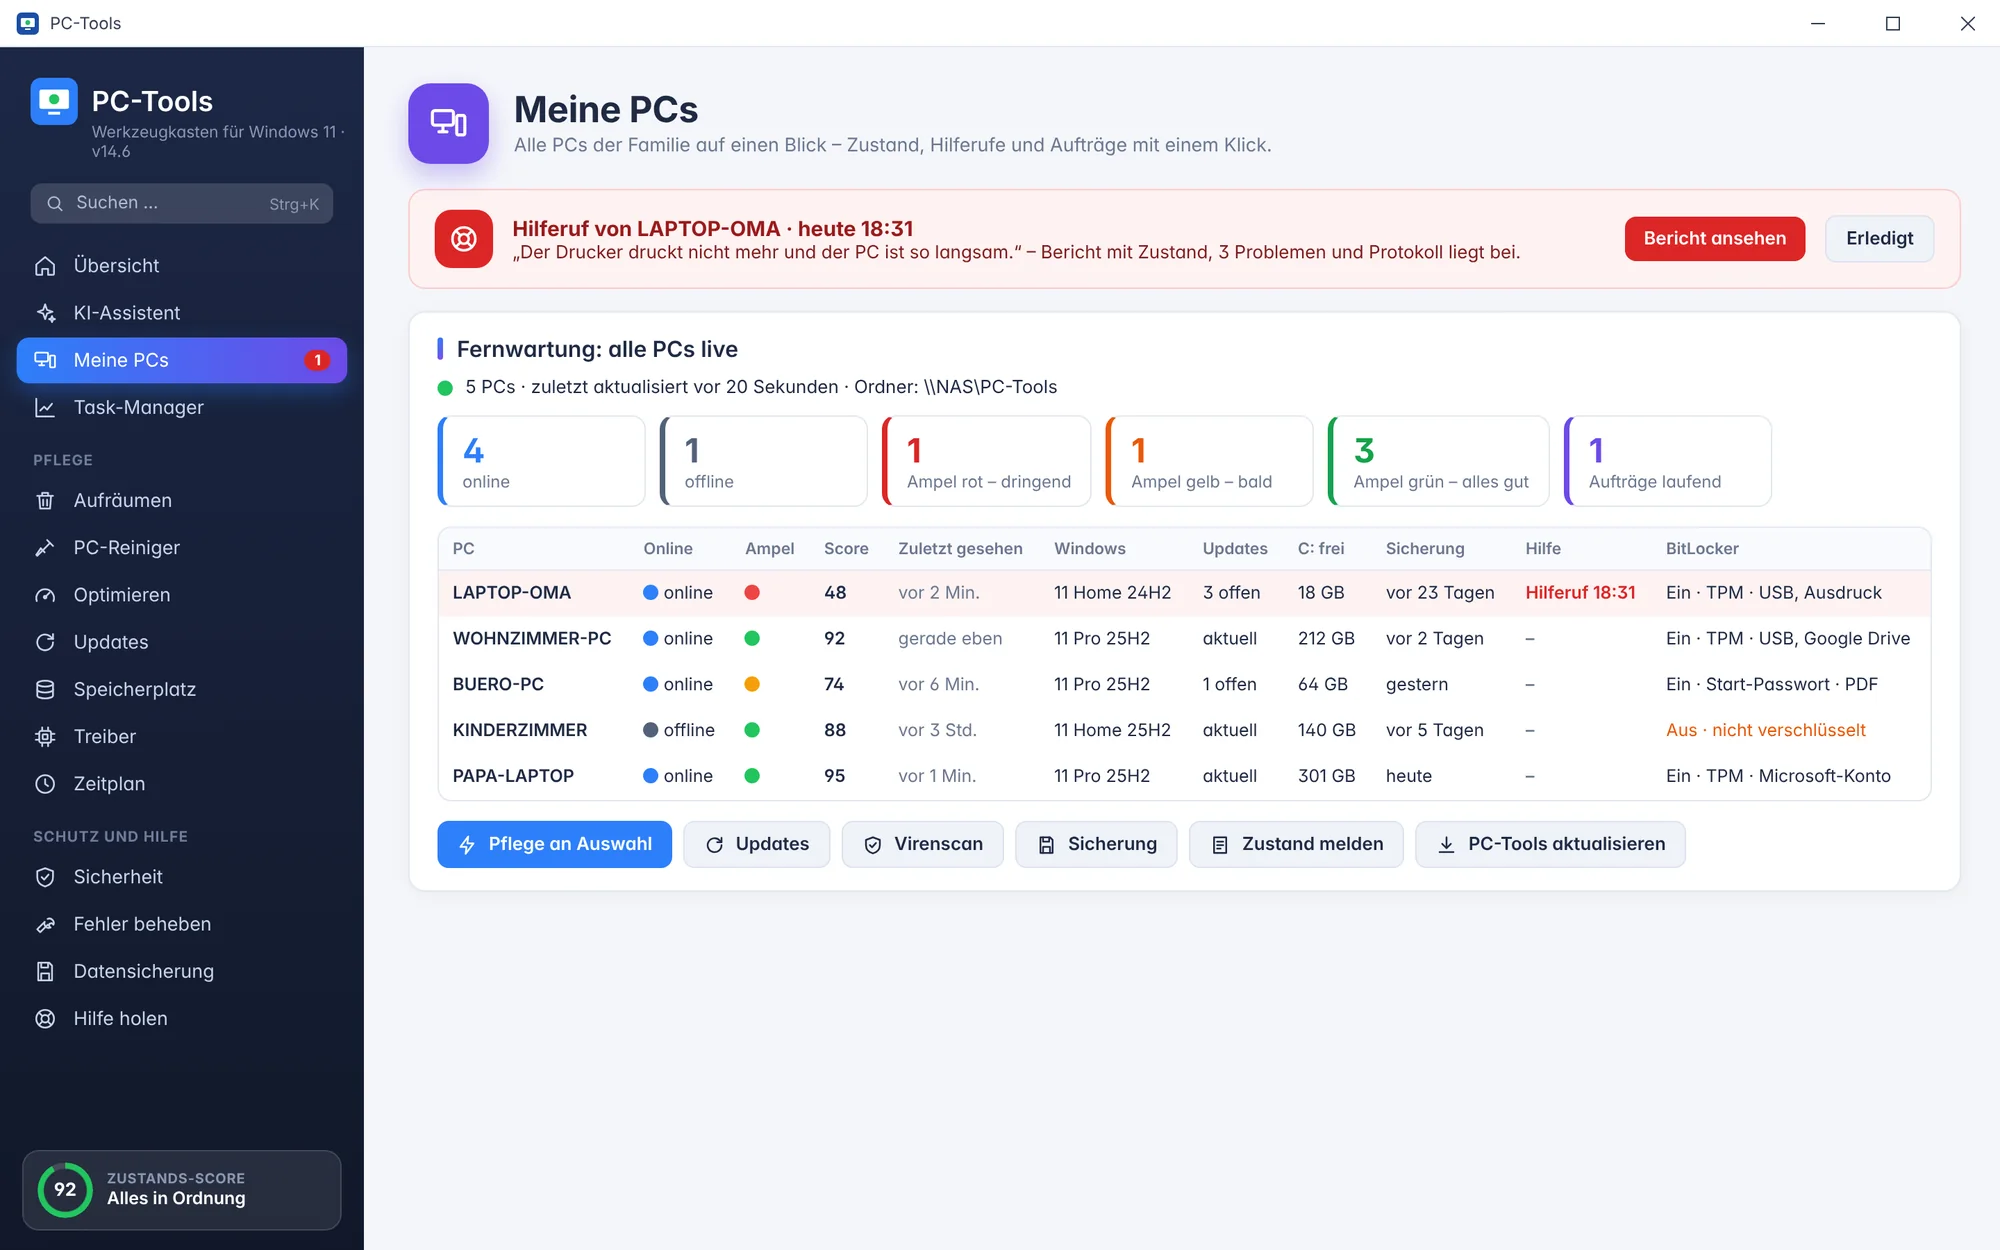 PC-Tools
PC-Tools
Werkzeugkasten für Windows 11 ·
v14.6
Suchen ... Strg+K
Übersicht
KI-Assistent
Meine PCs 1
Task-Manager
PFLEGE
Aufräumen
PC-Reiniger
Optimieren
Updates
Speicherplatz
Treiber
Zeitplan
SCHUTZ UND HILFE
Sicherheit
Fehler beheben
Datensicherung
Hilfe holen
92
ZUSTANDS-SCORE
Alles in Ordnung
Meine PCs
Alle PCs der Familie auf einen Blick – Zustand, Hilferufe und Aufträge mit einem Klick.
Hilferuf von LAPTOP-OMA · heute 18:31
„Der Drucker druckt nicht mehr und der PC ist so langsam.“ – Bericht mit Zustand, 3 Problemen und Protokoll liegt bei.
Bericht ansehen
Erledigt
Fernwartung: alle PCs live
5 PCs · zuletzt aktualisiert vor 20 Sekunden · Ordner: \\NAS\PC-Tools
4
online
1
offline
1
Ampel rot – dringend
1
Ampel gelb – bald
3
Ampel grün – alles gut
1
Aufträge laufend
PC Online Ampel Score Zuletzt gesehen Windows Updates C: frei Sicherung Hilfe BitLocker
LAPTOP-OMA online 48 vor 2 Min. 11 Home 24H2 3 offen 18 GB vor 23 Tagen Hilferuf 18:31 Ein · TPM · USB, Ausdruck
WOHNZIMMER-PC online 92 gerade eben 11 Pro 25H2 aktuell 212 GB vor 2 Tagen – Ein · TPM · USB, Google Drive
BUERO-PC online 74 vor 6 Min. 11 Pro 25H2 1 offen 64 GB gestern – Ein · Start-Passwort · PDF
KINDERZIMMER offline 88 vor 3 Std. 11 Home 25H2 aktuell 140 GB vor 5 Tagen – Aus · nicht verschlüsselt
PAPA-LAPTOP online 95 vor 1 Min. 11 Pro 25H2 aktuell 301 GB heute – Ein · TPM · Microsoft-Konto
Pflege an Auswahl Updates Virenscan Sicherung Zustand melden PC-Tools aktualisieren